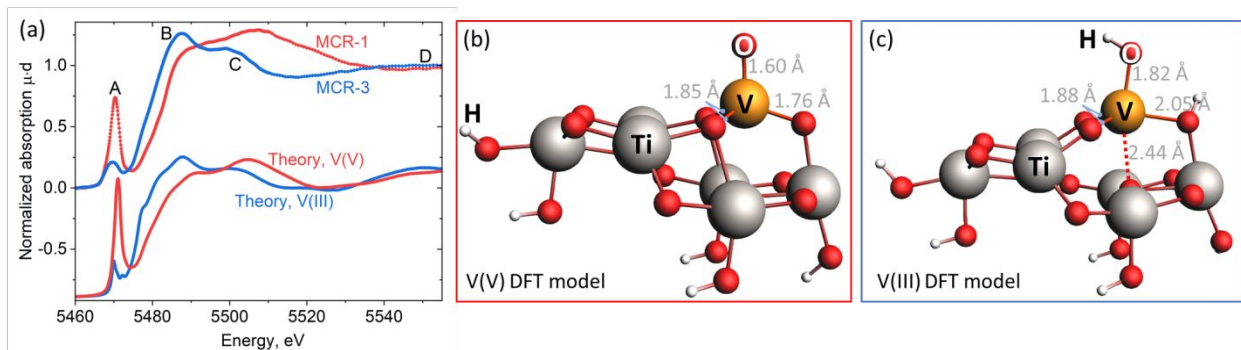 (a)
Normalized absorption μ·d
1.0
0.5
0.0
-0.5
A
B
C
D
MCR-1
MCR-3
Theory, V(V)
Theory, V(III)
5460 5480 5500 5520 5540
Energy, eV
(b)
O
1.60 Å
1.85 Å
V
1.76 Å
H
Ti
V(V) DFT model
(c)
H
O
1.82 Å
1.88 Å
V
2.05 Å
2.44 Å
Ti
V(III) DFT model